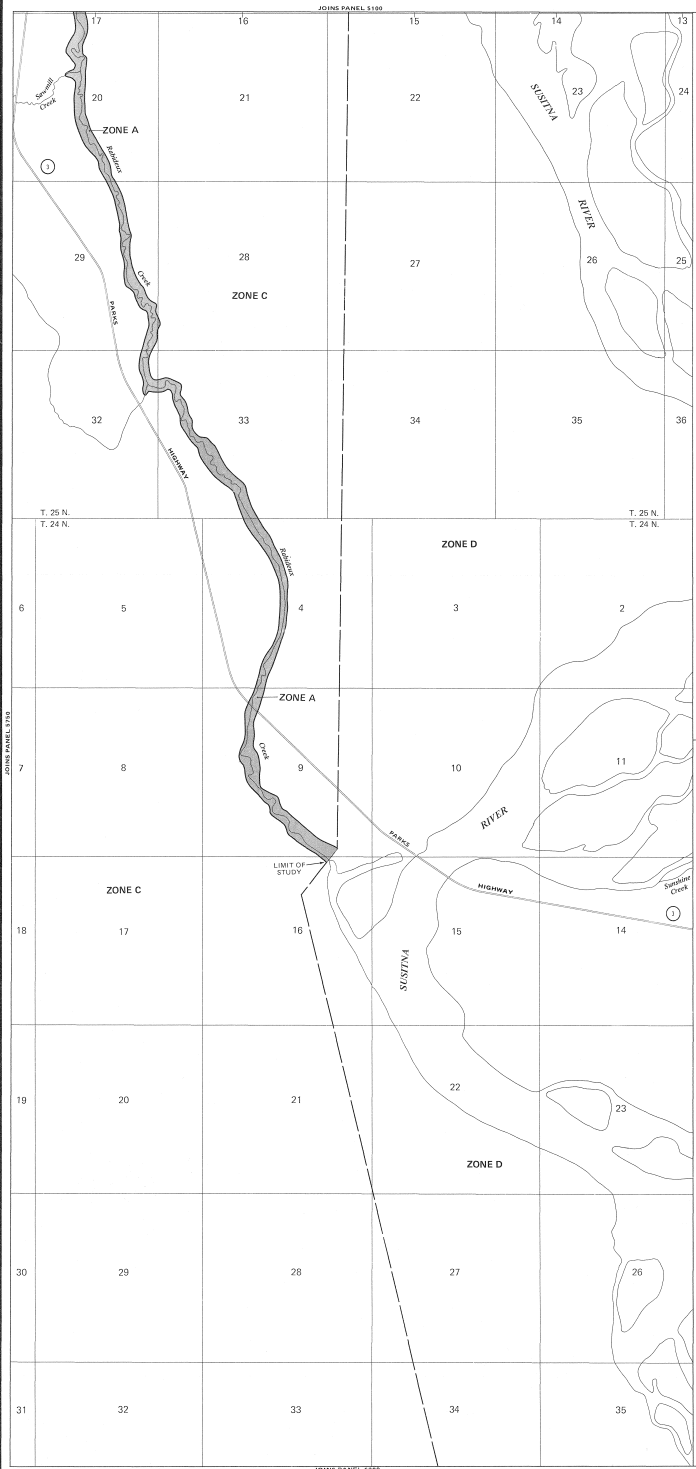 JOINS PANEL 5100
17
16
15
14
13
Sawmill
Creek
20
21
22
23
24
SUSITNA
ZONE A
Rabideux
3
RIVER
29
28
27
26
25
Creek
ZONE C
PARKS
32
33
34
35
36
HIGHWAY
T. 25 N.
T. 25 N.
T. 24 N.
T. 24 N.
ZONE D
Rabideux
6
5
4
3
2
ZONE A
JOINS PANEL 5750
Creek
7
8
9
10
11
RIVER
PARKS
LIMIT OF
STUDY
HIGHWAY
Sunshine
Creek
ZONE C
3
18
17
16
15
14
SUSITNA
19
20
21
22
23
ZONE D
30
29
28
27
26
31
32
33
34
35